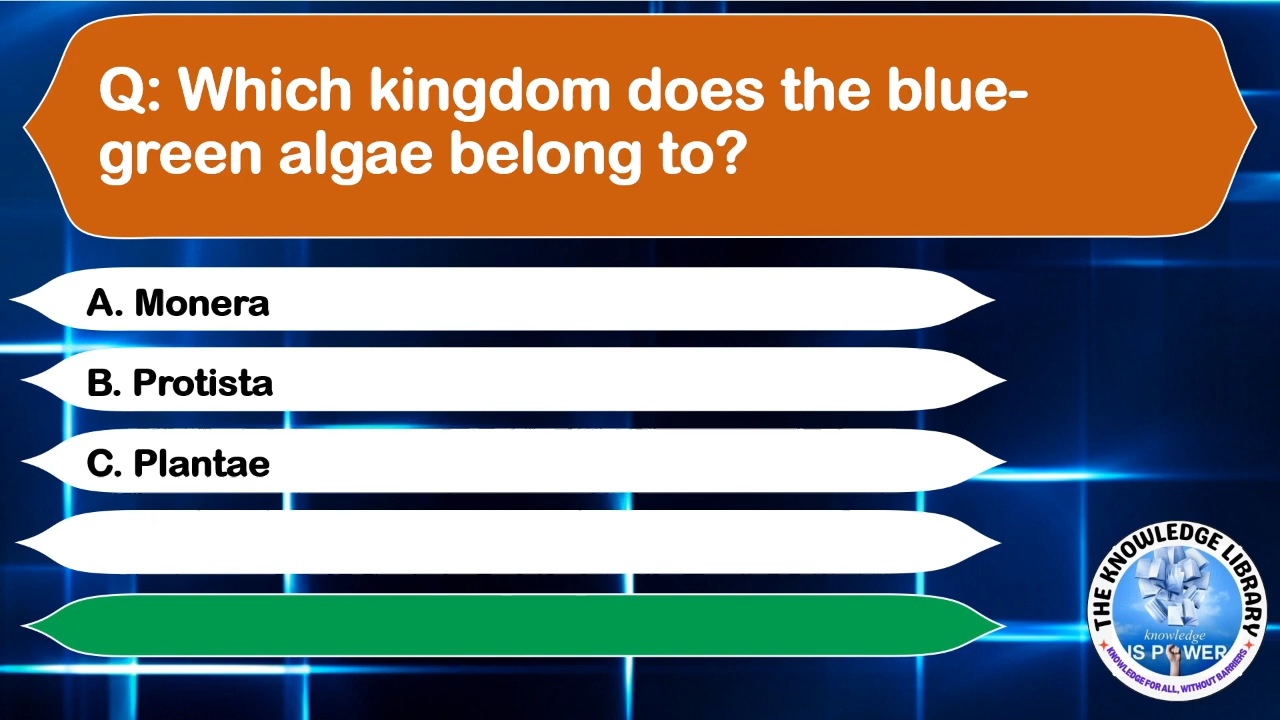 Q: Which kingdom does the blue-
green algae belong to?
A. Monera
B. Protista
C. Plantae
THE KNOWLEDGE LIBRARY
knowledge
IS POWER
KNOWLEDGE FOR ALL, WITHOUT BARRIERS